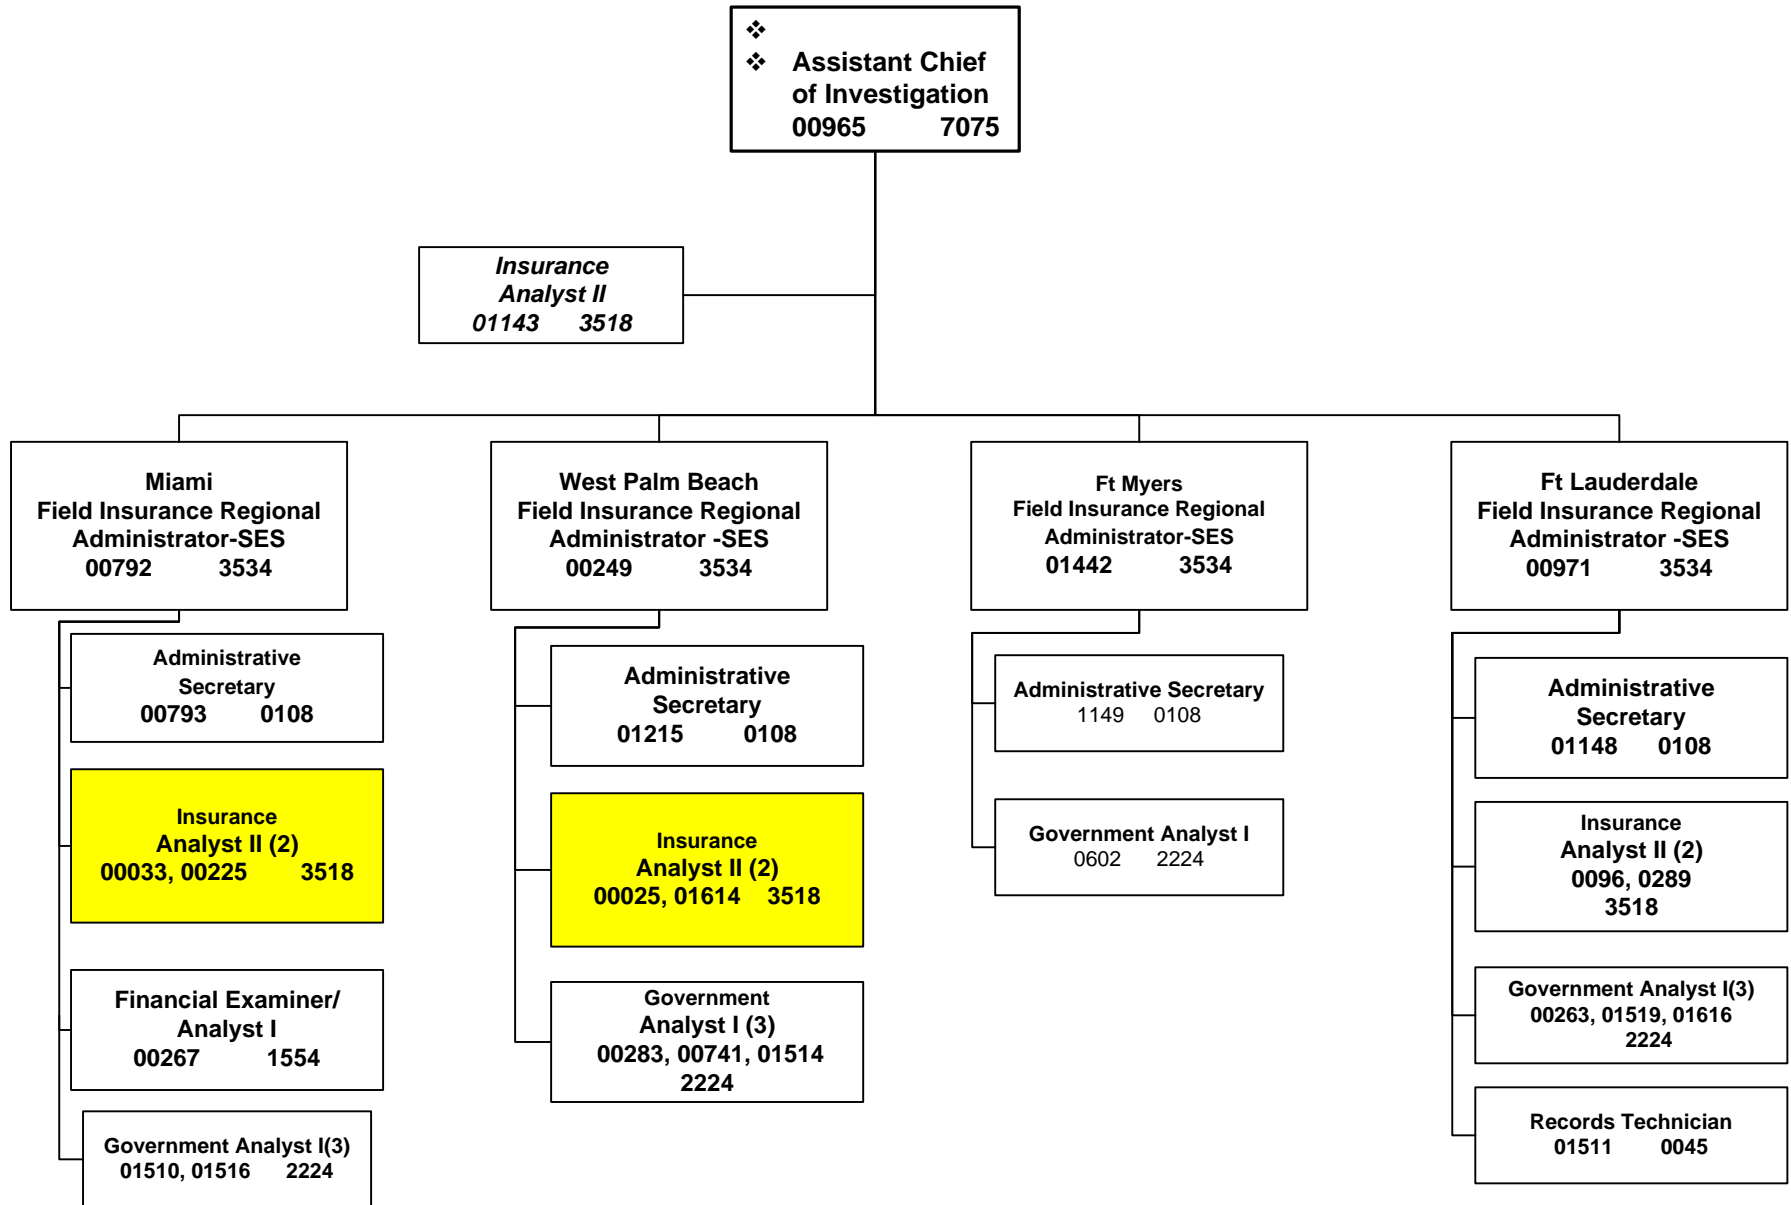 ❖
❖ Assistant Chief
of Investigation
00965 7075
Insurance
Analyst II
01143 3518
Miami
Field Insurance Regional
Administrator-SES
00792 3534
West Palm Beach
Field Insurance Regional
Administrator -SES
00249 3534
Ft Myers
Field Insurance Regional
Administrator-SES
01442 3534
Ft Lauderdale
Field Insurance Regional
Administrator -SES
00971 3534
Administrative
Secretary
00793 0108
Insurance
Analyst II (2)
00033, 00225 3518
Financial Examiner/
Analyst I
00267 1554
Government Analyst I(3)
01510, 01516 2224
Administrative
Secretary
01215 0108
Insurance
Analyst II (2)
00025, 01614 3518
Government
Analyst I (3)
00283, 00741, 01514
2224
Administrative Secretary
1149 0108
Government Analyst I
0602 2224
Administrative
Secretary
01148 0108
Insurance
Analyst II (2)
0096, 0289
3518
Government Analyst I(3)
00263, 01519, 01616
2224
Records Technician
01511 0045